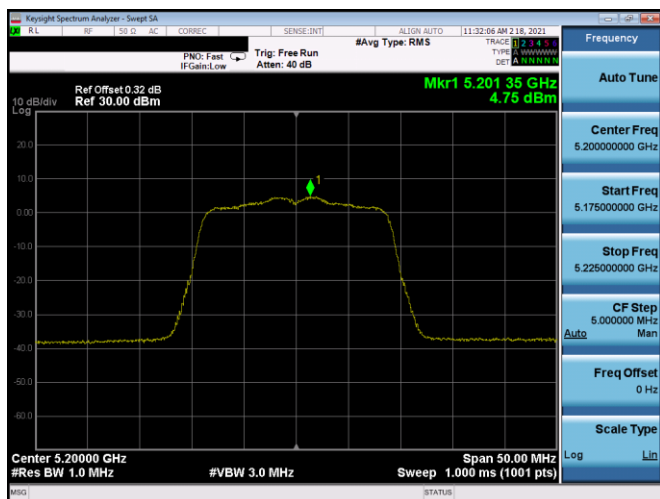 Keysight Spectrum Analyzer - Swept SA
RL RF 50 Ω AC CORREC SENSE:INT ALIGN AUTO 11:32:06 AM 2 18, 2021
#Avg Type: RMS
TRACE 1 2 3 4 5 6
PNO: Fast Trig: Free Run TYPE A WWWWW
IFGain:Low Atten: 40 dB DET A N N N N N
Ref Offset 0.32 dB
10 dB/div Ref 30.00 dBm
Log
Mkr1 5.201 35 GHz
4.75 dBm
20.0
10.0
1
0.00
-10.0
-20.0
-30.0
-40.0
-50.0
-60.0
Center 5.20000 GHz Span 50.00 MHz
#Res BW 1.0 MHz #VBW 3.0 MHz Sweep 1.000 ms (1001 pts)
MSG STATUS
Frequency
Auto Tune
Center Freq
5.200000000 GHz
Start Freq
5.175000000 GHz
Stop Freq
5.225000000 GHz
CF Step
5.000000 MHz
Auto Man
Freq Offset
0 Hz
Scale Type
Log Lin